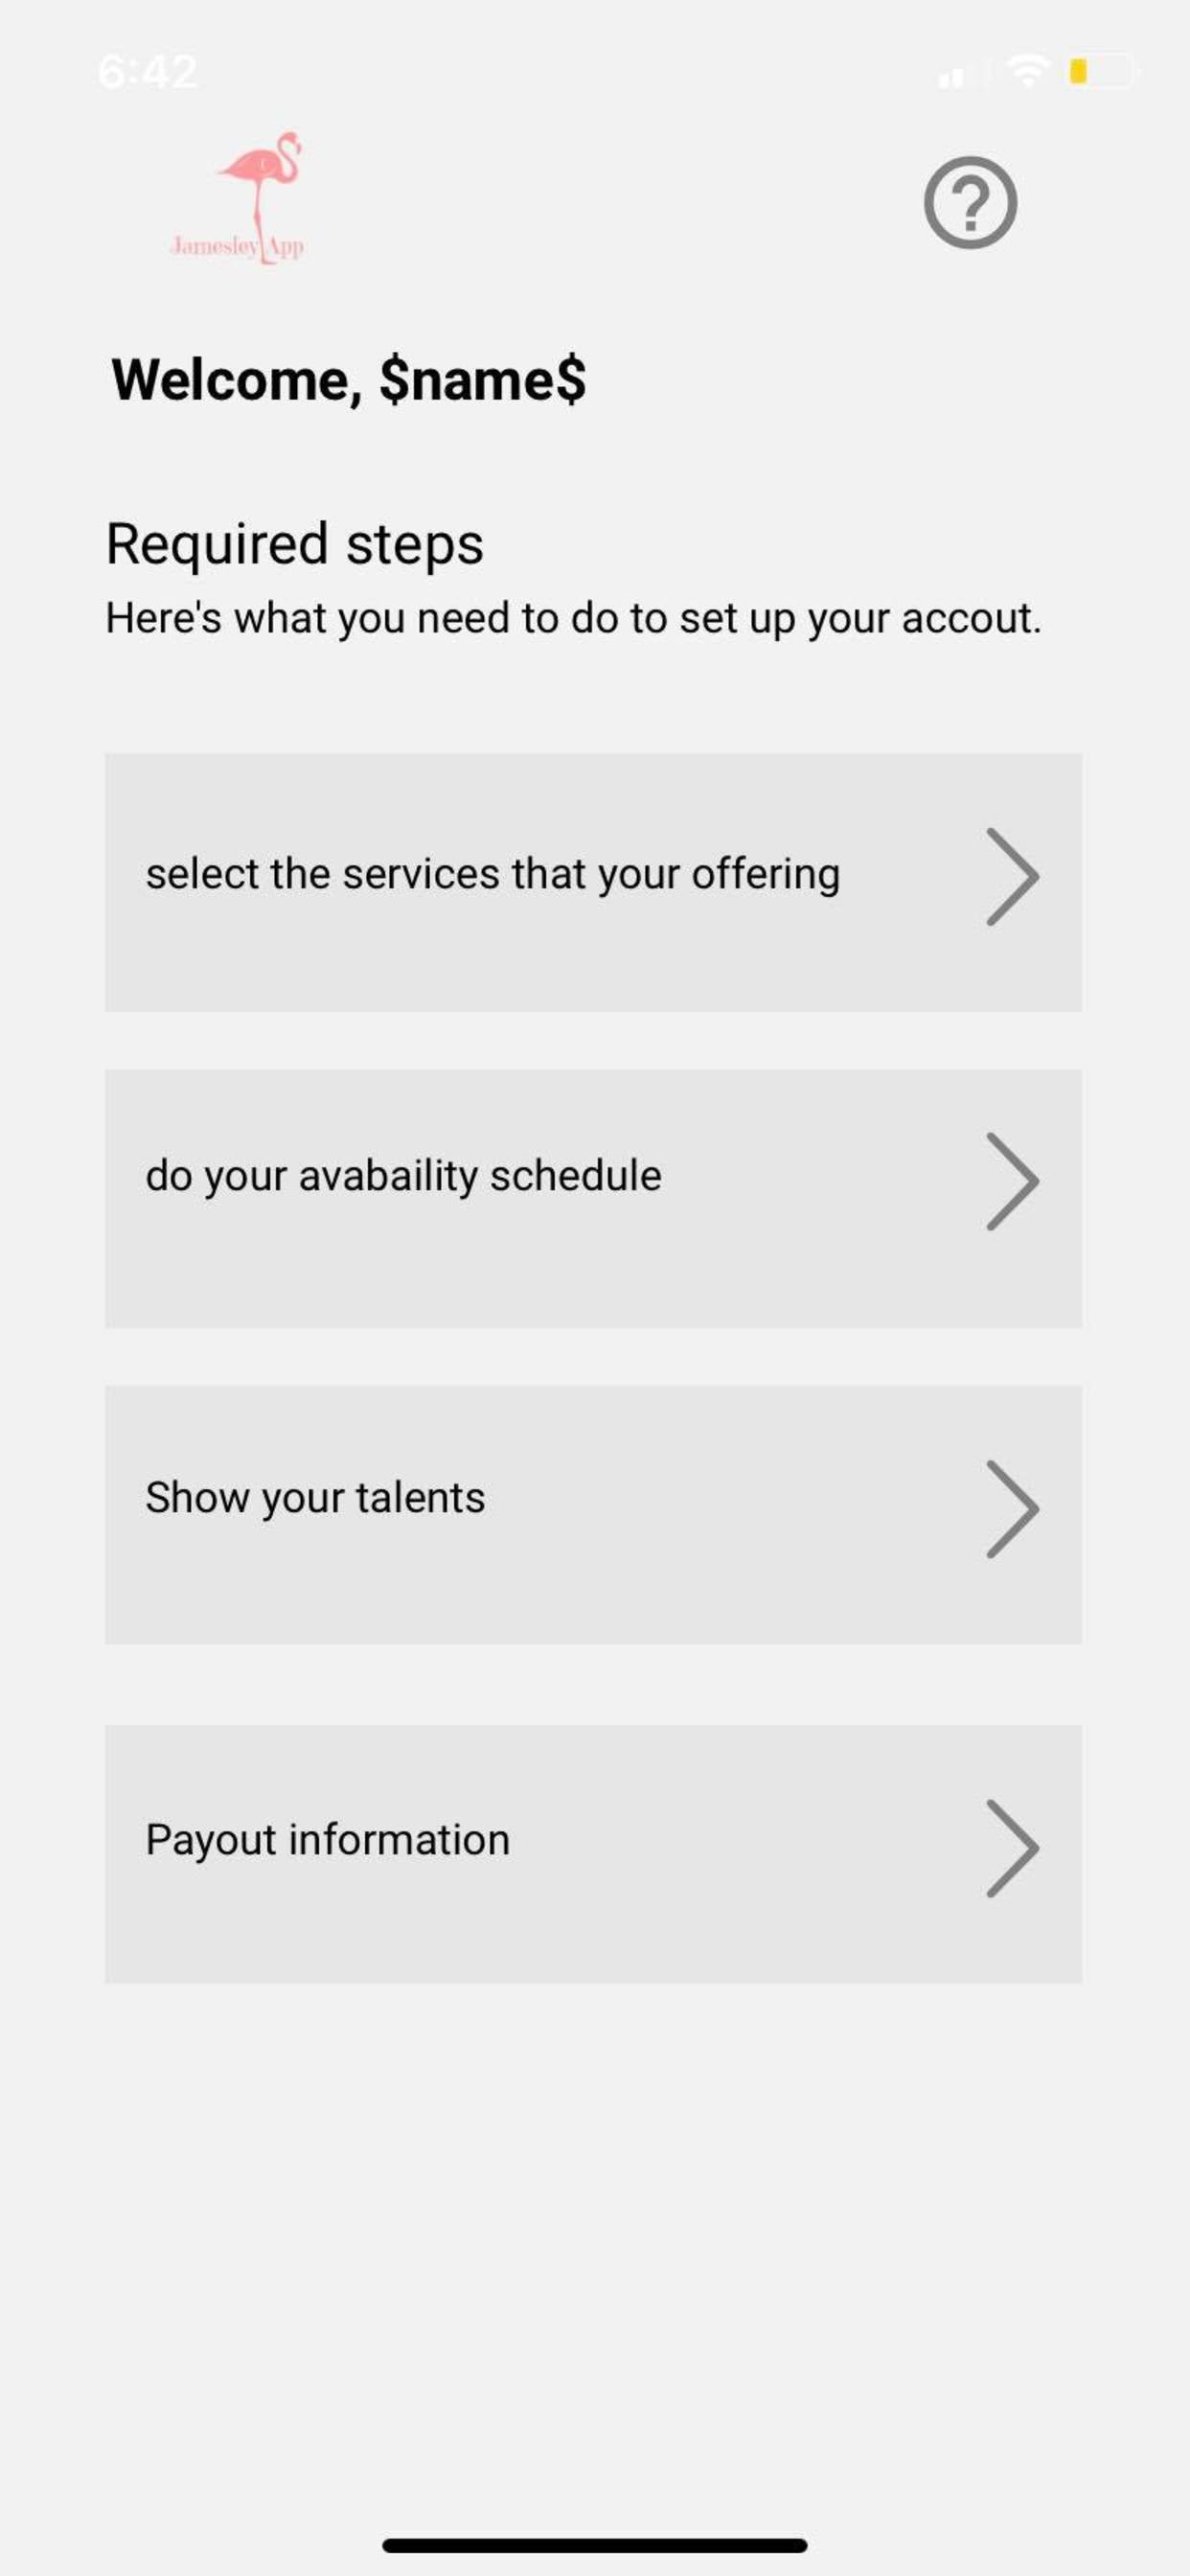 6:42
Jamesley App
Welcome, $name$
Required steps
Here's what you need to do to set up your accout.
select the services that your offering
do your avabaility schedule
Show your talents
Payout information